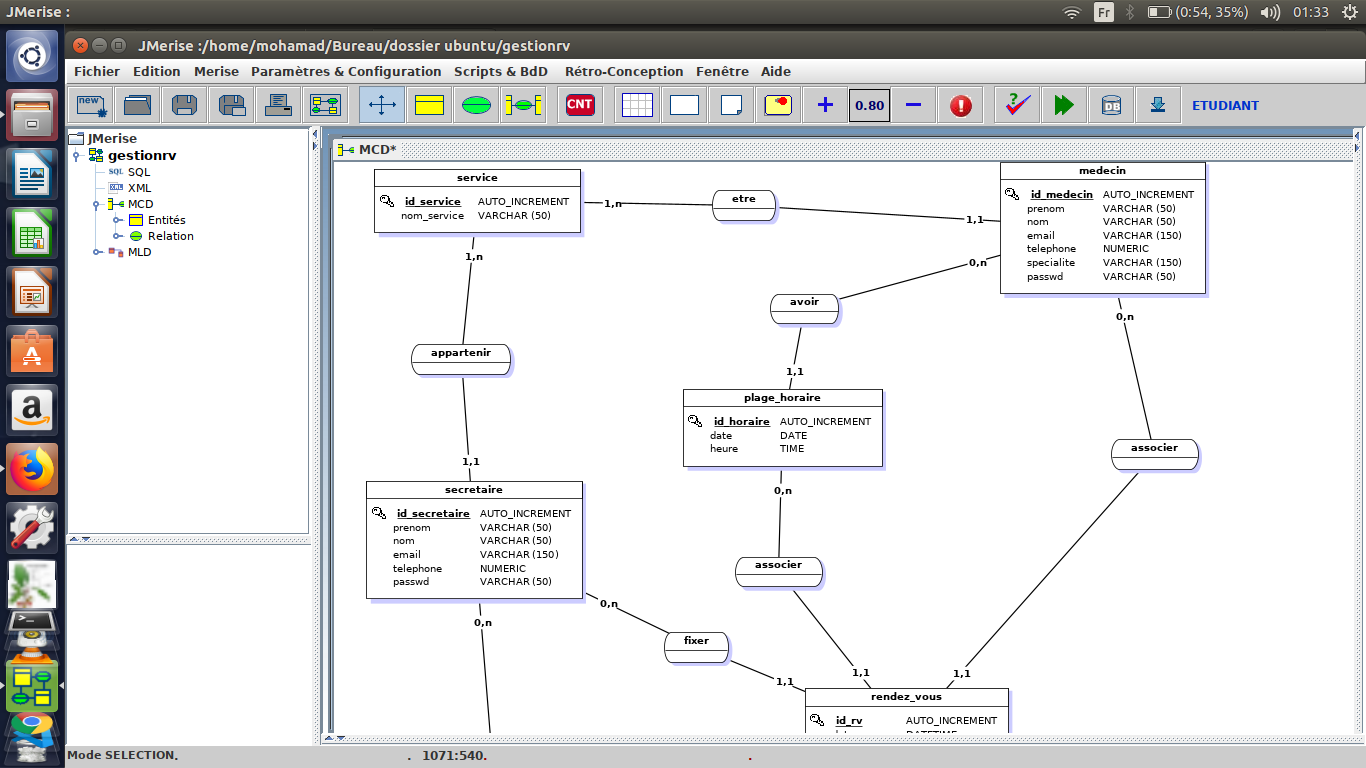 JMerise :
Fr
(0:54, 35%)
01:33
JMerise :/home/mohamad/Bureau/dossier ubuntu/gestionrv
Fichier Edition Merise Paramètres & Configuration Scripts & BdD Rétro-Conception Fenêtre Aide
new CNT 0.80 DB ETUDIANT
JMerise
gestionrv
SQL SQL
XML XML
MCD
Entités
Relation
MLD
MCD*
service
id_service AUTO_INCREMENT
nom_service VARCHAR (50)
1,n
etre
1,1
medecin
id_medecin AUTO_INCREMENT
prenom VARCHAR (50)
nom VARCHAR (50)
email VARCHAR (150)
telephone NUMERIC
specialite VARCHAR (150)
passwd VARCHAR (50)
1,n
0,n
avoir
0,n
appartenir
1,1
plage_horaire
id_horaire AUTO_INCREMENT
date DATE
heure TIME
associer
1,1
0,n
secretaire
id_secretaire AUTO_INCREMENT
prenom VARCHAR (50)
nom VARCHAR (50)
email VARCHAR (150)
telephone NUMERIC
passwd VARCHAR (50)
associer
0,n
0,n
fixer
1,1
1,1
1,1
rendez_vous
id_rv AUTO_INCREMENT
Mode SELECTION. . 1071:540. .